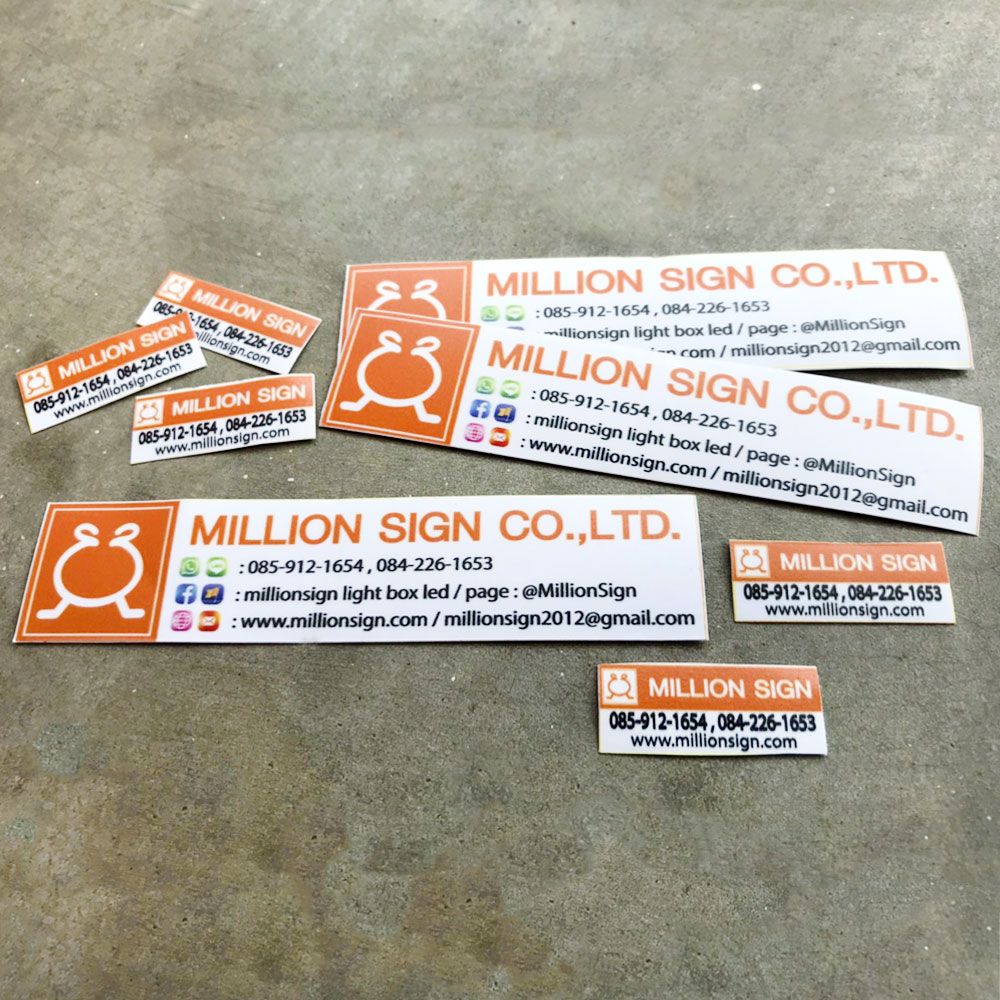 MILLION SIGN CO.,LTD.
: 085-912-1654 , 084-226-1653
millionsign light box led / page : @MillionSign
com / millionsign2012@gmail.com
MILLION SIGN
085-912-1654 , 084-226-1653
millionsign.com
MILLION SIGN
085-912-1654 , 084-226-1653
www.millionsign.com
MILLION SIGN
085-912-1654 , 084-226-1653
www.millionsign.com
MILLION SIGN CO.,LTD.
: 085-912-1654 , 084-226-1653
: millionsign light box led / page : @MillionSign
: www.millionsign.com / millionsign2012@gmail.com
MILLION SIGN CO.,LTD.
: 085-912-1654 , 084-226-1653
: millionsign light box led / page : @MillionSign
: www.millionsign.com / millionsign2012@gmail.com
MILLION SIGN
085-912-1654 , 084-226-1653
www.millionsign.com
MILLION SIGN
085-912-1654 , 084-226-1653
www.millionsign.com